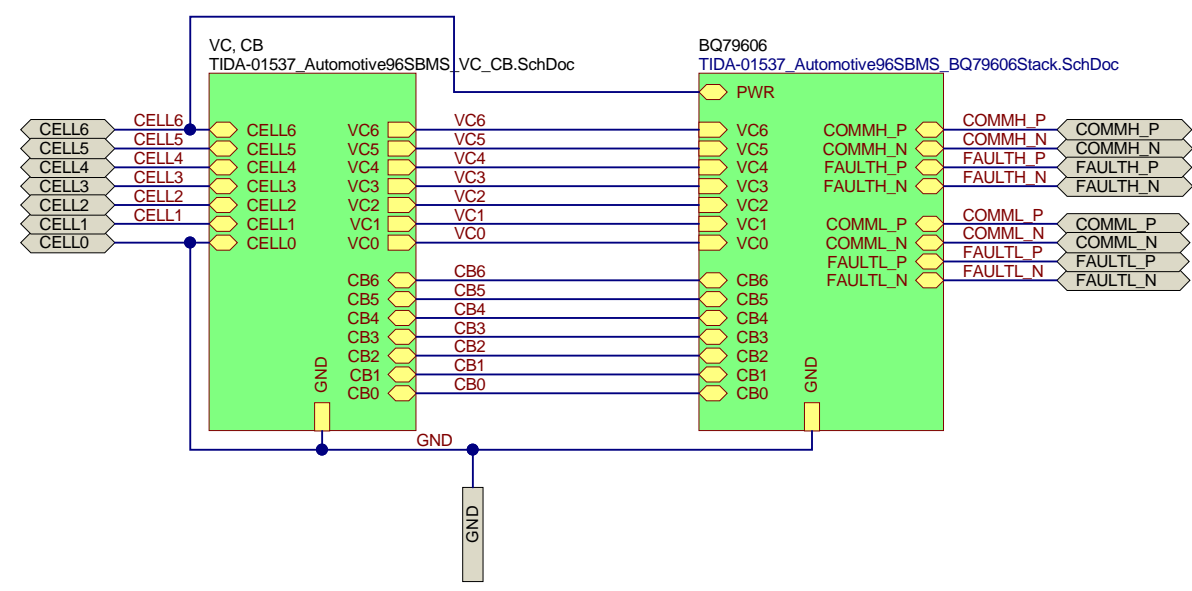 VC, CB
TIDA-01537_Automotive96SBMS_VC_CB.SchDoc
BQ79606
TIDA-01537_Automotive96SBMS_BQ79606Stack.SchDoc
PWR
CELL6 CELL6 CELL6 VC6 VC6 VC6 COMMH_P COMMH_P COMMH_P
CELL5 CELL5 CELL5 VC5 VC5 VC5 COMMH_N COMMH_N COMMH_N
CELL4 CELL4 CELL4 VC4 VC4 VC4 FAULTH_P FAULTH_P FAULTH_P
CELL3 CELL3 CELL3 VC3 VC3 VC3 FAULTH_N FAULTH_N FAULTH_N
CELL2 CELL2 CELL2 VC2 VC2 VC2
CELL1 CELL1 CELL1 VC1 VC1 VC1 COMML_P COMML_P COMML_P
CELL0 CELL0 VC0 VC0 VC0 COMML_N COMML_N COMML_N
FAULTL_P FAULTL_P FAULTL_P
CB6 CB6 CB6 FAULTL_N FAULTL_N FAULTL_N
CB5 CB5 CB5
CB4 CB4 CB4
CB3 CB3 CB3
CB2 CB2 CB2
CB1 CB1 CB1
CB0 CB0 CB0
GND GND
GND
GND